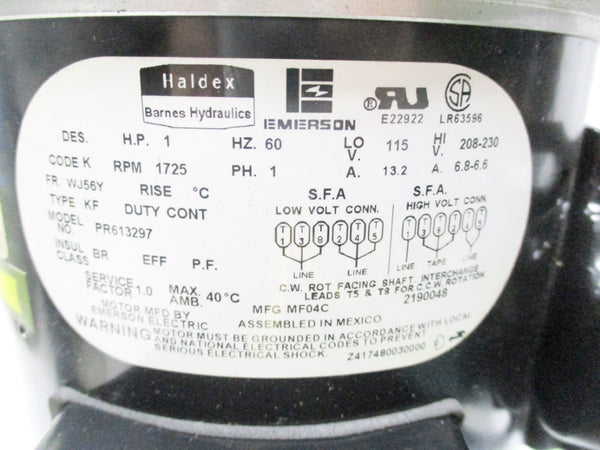 Haldex
Barnes Hydraulics
EMERSON
E22922 LR63596
DES. H.P. 1 HZ. 60 LO V. 115 HI V. 208-230
CODE K RPM 1725 PH. 1 A. 13.2 A. 6.8-6.6
FR WJ56Y RISE °C S.F.A S.F.A.
TYPE KF DUTY CONT LOW VOLT CONN. HIGH VOLT CONN.
MODEL NO. PR613297
INSUL CLASS BR EFF P.F.
LINE LINE LINE TAPE LINE
SERVICE FACTOR 1.0 MAX. AMB. 40°C
C.W. ROT FACING SHAFT. INTERCHANGE
LEADS T5 & T8 FOR C.C.W. ROTATION
MOTOR MFD BY
EMERSON ELECTRIC
MFG MF04C 2190048
ASSEMBLED IN MEXICO
WARNING MOTOR MUST BE GROUNDED IN ACCORDANCE WITH LOCAL
AND NATIONAL ELECTRICAL CODES TO PREVENT
SERIOUS ELECTRICAL SHOCK. Z417480030000